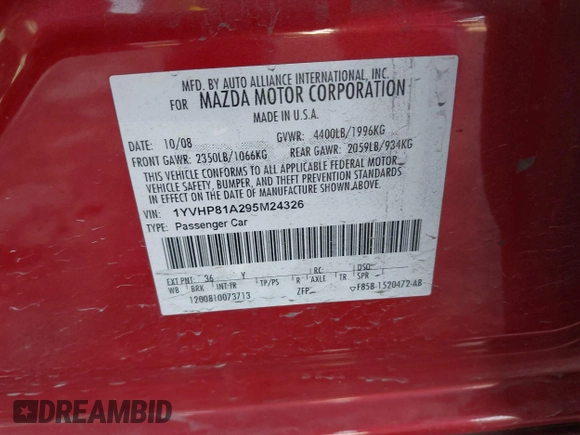 MFD. BY AUTO ALLIANCE INTERNATIONAL, INC.
FOR MAZDA MOTOR CORPORATION
MADE IN U.S.A.
DATE: 10/08 GVWR: 4400LB/1996KG
FRONT GAWR: 2350LB/1066KG REAR GAWR: 2059LB/934KG
THIS VEHICLE CONFORMS TO ALL APPLICABLE FEDERAL MOTOR
VEHICLE SAFETY, BUMPER, AND THEFT PREVENTION STANDARDS
IN EFFECT ON THE DATE OF MANUFACTURE SHOWN ABOVE.
VIN: 1YVHP81A295M24326
TYPE: Passenger Car
EXT PNT: 36 Y RC: DSO:
WB BRK INT TR TP/PS R AXLE TR SPR
1200810073713 ZFP ▽F85B-1520472-AB
DREAMBID